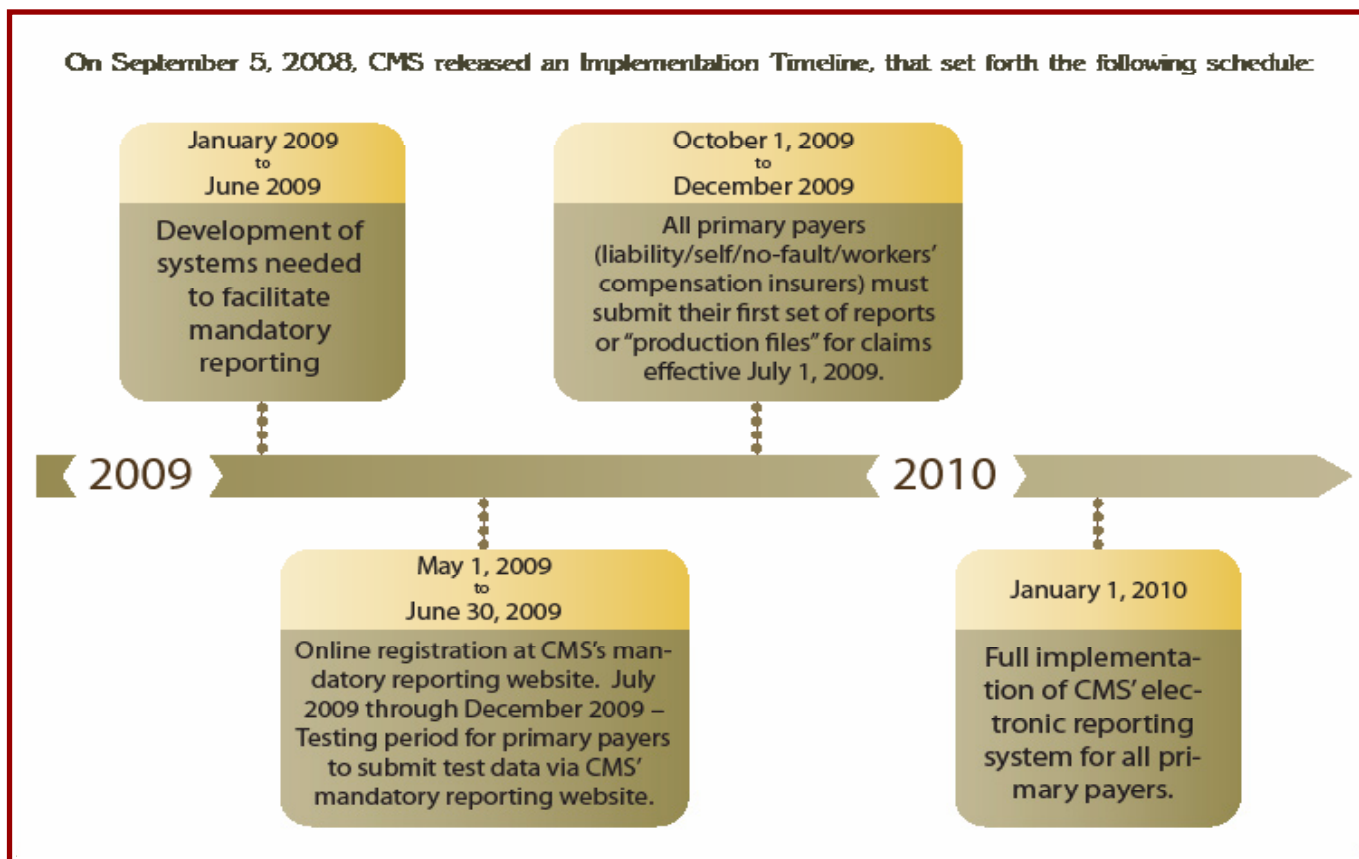 On September 5, 2008, CMS released an Implementation Timeline, that set forth the following schedule:
January 2009
to
June 2009
Development of
systems needed
to facilitate
mandatory
reporting
October 1, 2009
to
December 2009
All primary payers
(liability/self/no-fault/workers’
compensation insurers) must
submit their first set of reports
or “production files” for claims
effective July 1, 2009.
2009
2010
May 1, 2009
to
June 30, 2009
Online registration at CMS’s man-
datory reporting website. July
2009 through December 2009 –
Testing period for primary payers
to submit test data via CMS’
mandatory reporting website.
January 1, 2010
Full implementa-
tion of CMS’ elec-
tronic reporting
system for all pri-
mary payers.